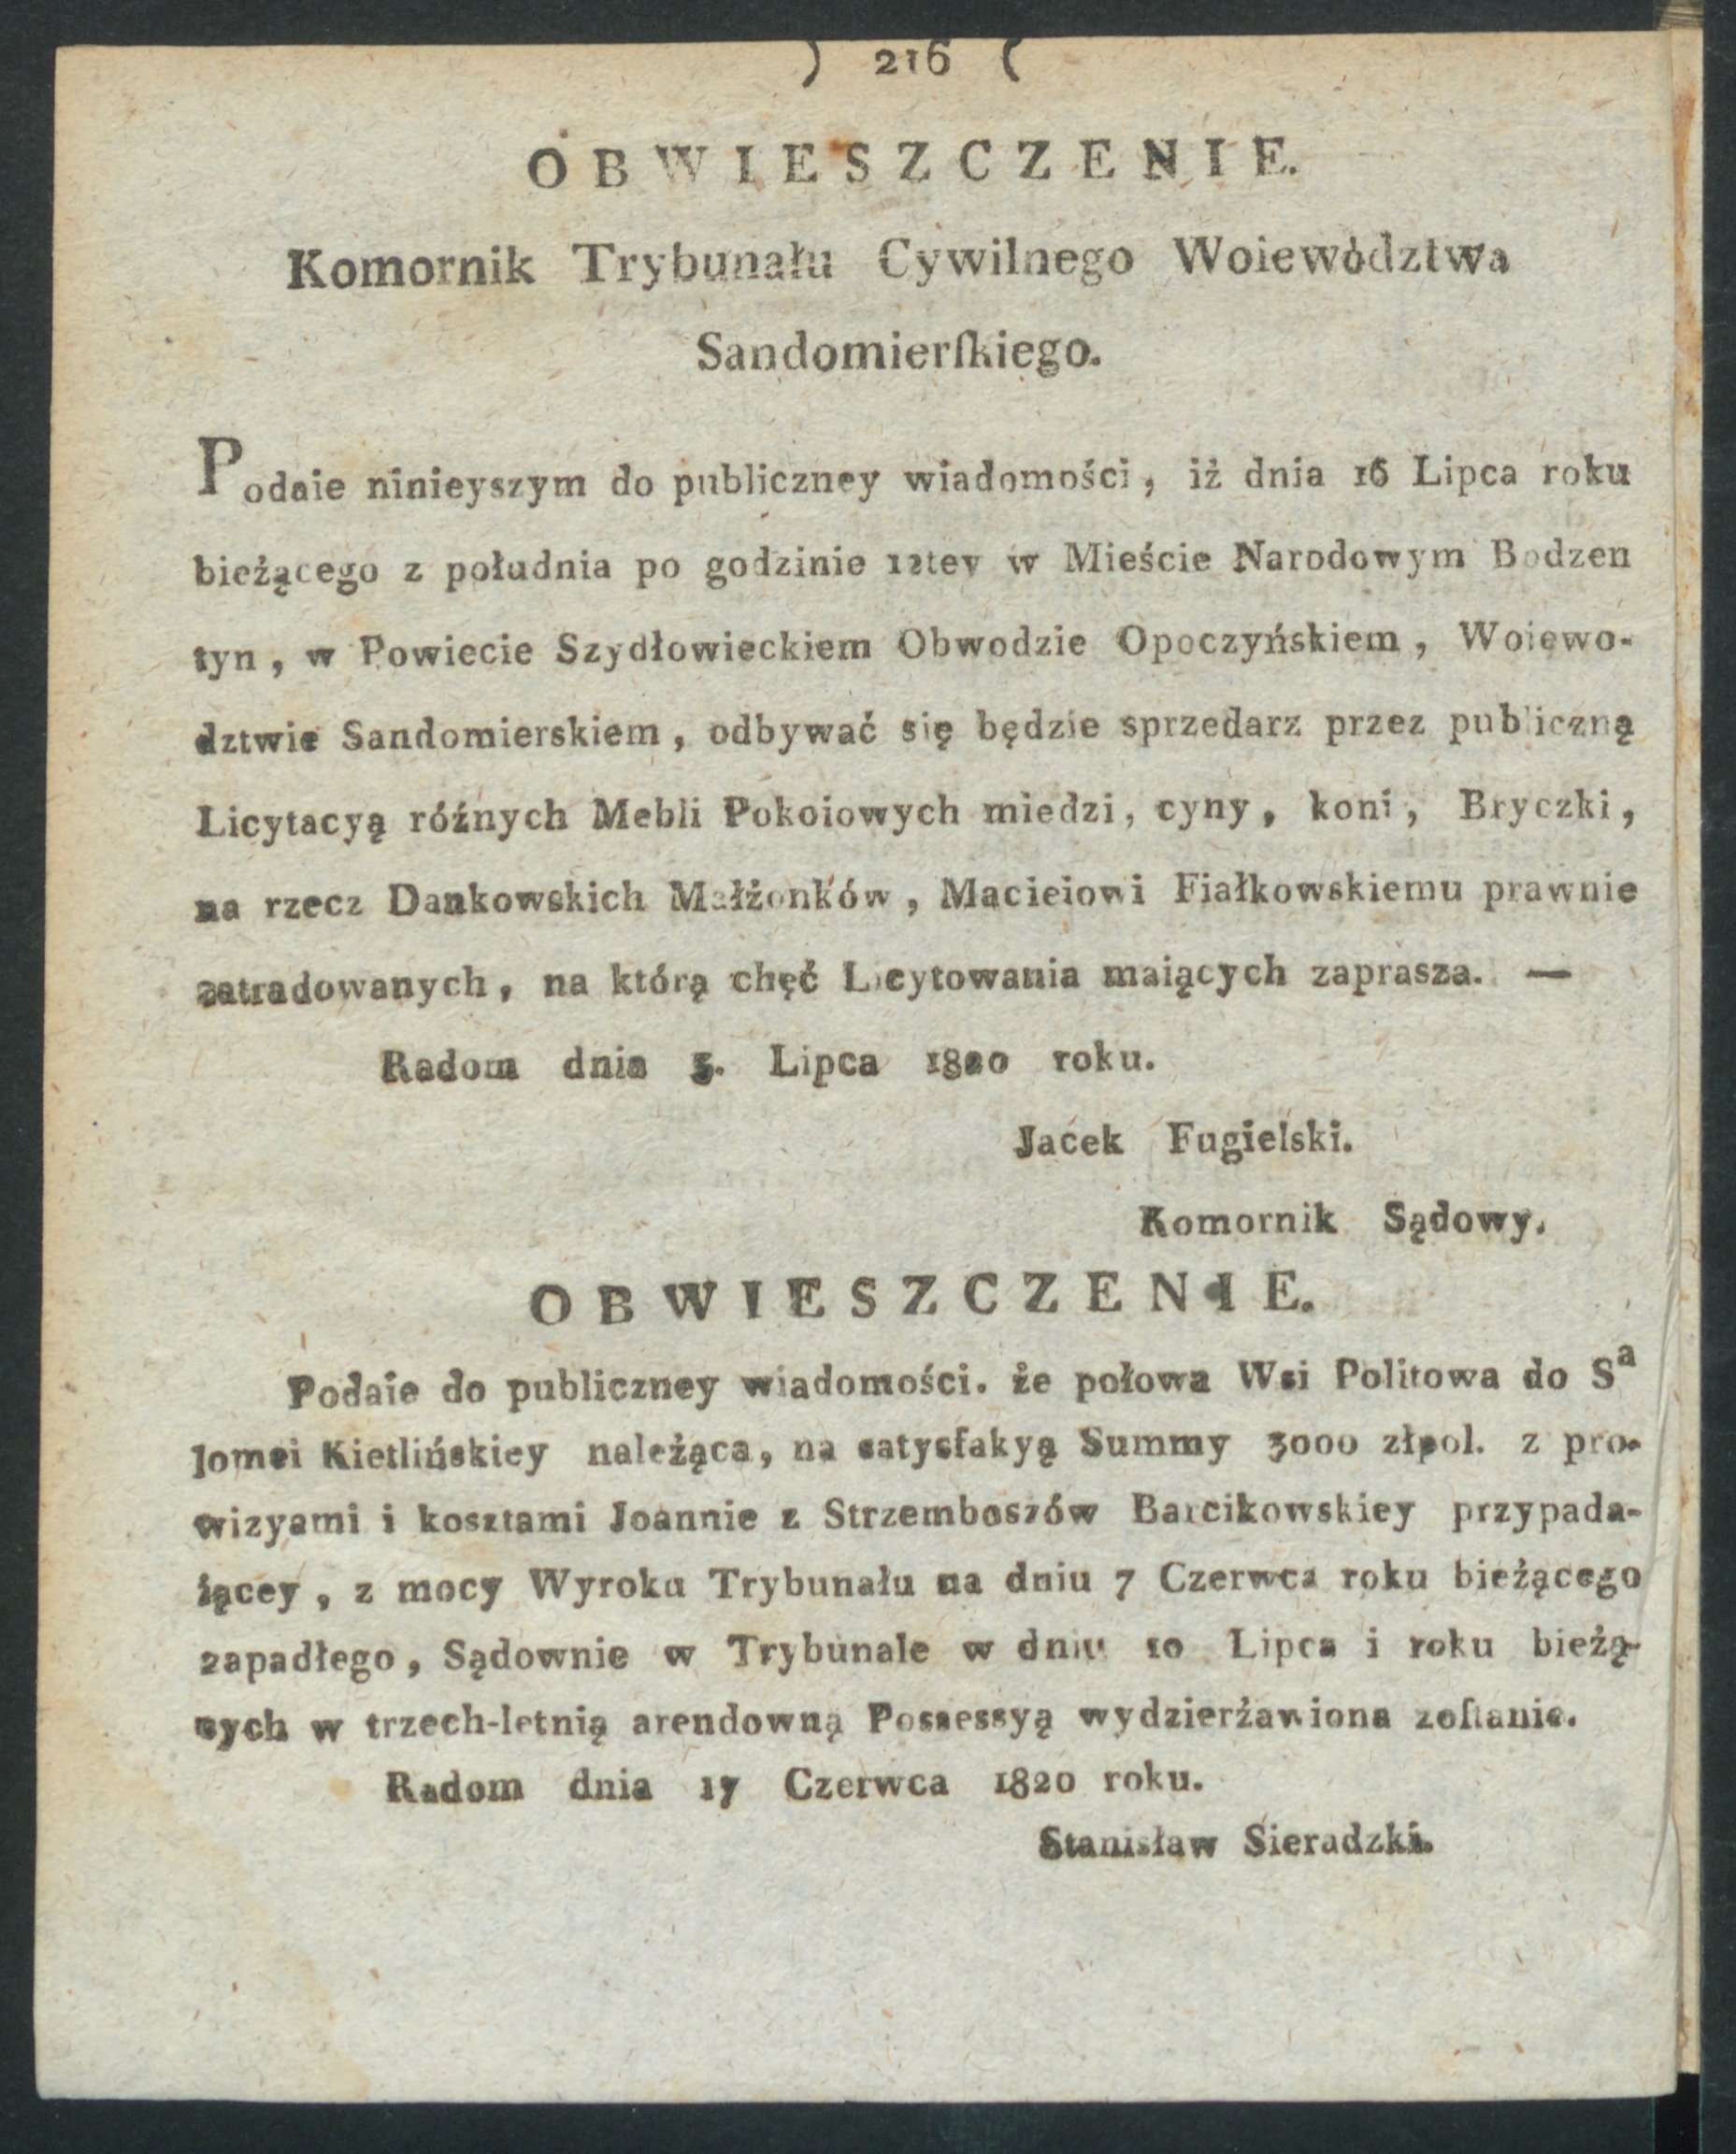 ) 216 (
OBWIESZCZENIE.
Komornik Trybunału Cywilnego Woiewództwa
Sandomierſkiego.
Podaie ninieyszym do publiczney wiadomości, iż dnia 16 Lipca roku
bieżącego z południa po godzinie 12tey w Mieście Narodowym Bodzen
tyn, w Powiecie Szydłowieckiem Obwodzie Opoczyńskiem, Woiewo-
dztwie Sandomierskiem, odbywać się będzie sprzedarz przez publiczną
Licytacyą różnych Mebli Pokoiowych miedzi, cyny, koni, Bryczki,
na rzecz Dankowskich Małżonków, Macieiowi Fiałkowskiemu prawnie
zatradowanych, na którą chęć Licytowania maiących zaprasza. —
Radom dnia 5. Lipca 1820 roku.
Jacek Fugielski.
Komornik Sądowy.
OBWIESZCZENIE.
Podaie do publiczney wiadomości. że połowa Wsi Politowa do Sa
lomei Kietlińskiey należąca, na satysfakyą Summy 3000 złpol. z pro-
wizyami i kosztami Joannie z Strzemboszów Barcikowskiey przypada-
iącey, z mocy Wyroku Trybunału na dniu 7 Czerwca roku bieżącego
zapadłego, Sądownie w Trybunale w dniu 10 Lipca i roku bieżą-
cych w trzech-letnią arendowną Possessyą wydzierżawiona zoſtanie.
Radom dnia 17 Czerwca 1820 roku.
Stanisław Sieradzki.